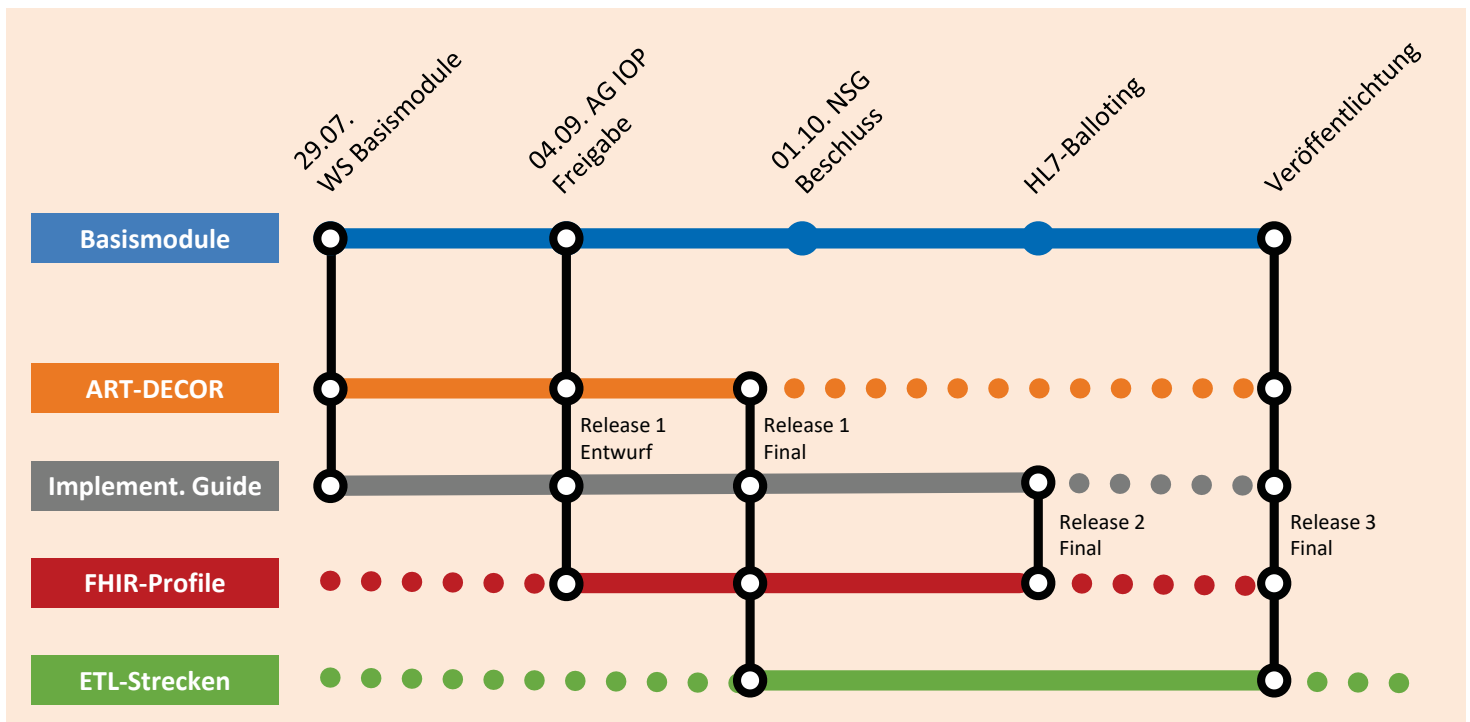 29.07.
WS Basismodule
04.09. AG IOP
Freigabe
01.10. NSG
Beschluss
HL7-Balloting
Veröffentlichtung
Basismodule
ART-DECOR
Release 1
Entwurf
Release 1
Final
Implement. Guide
Release 2
Final
Release 3
Final
FHIR-Profile
ETL-Strecken